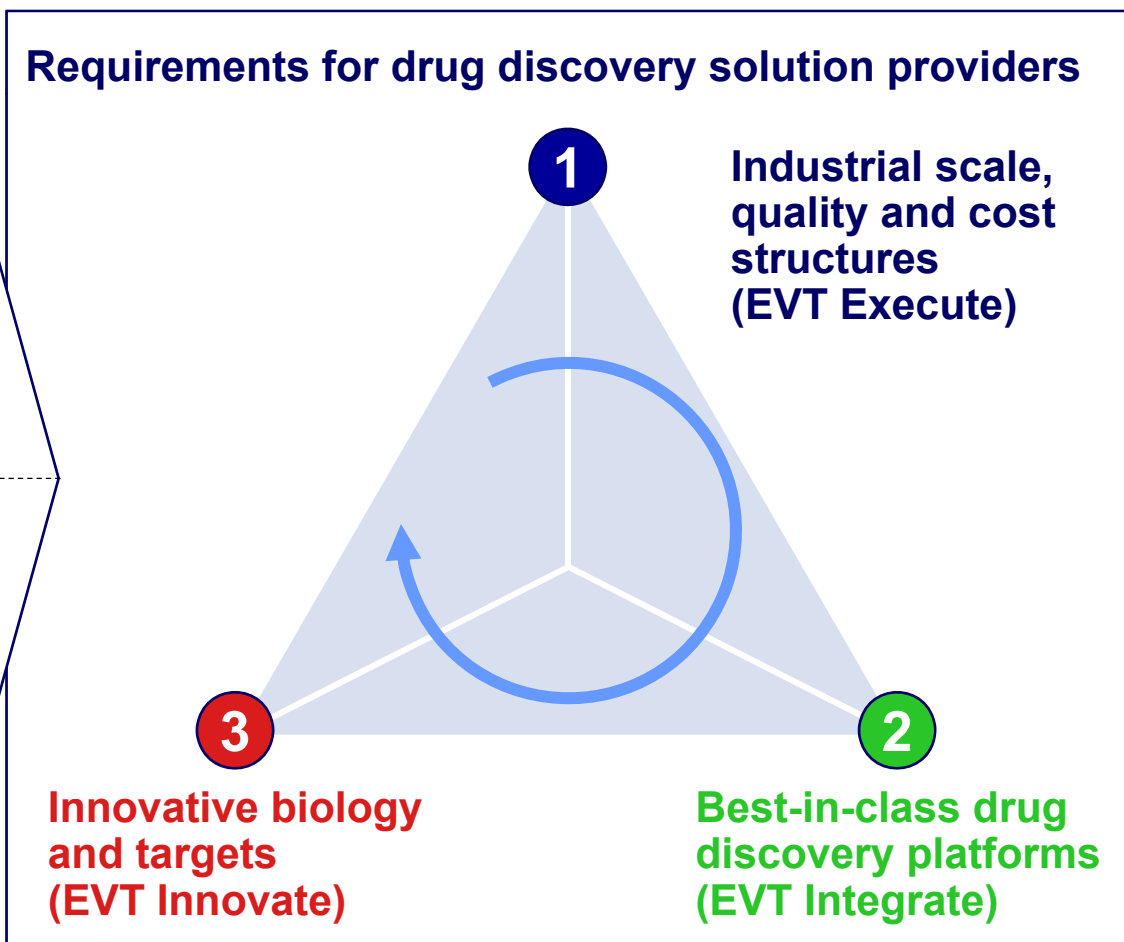 Requirements for drug discovery solution providers
1
Industrial scale,
quality and cost
structures
(EVT Execute)
3
2
Innovative biology
and targets
(EVT Innovate)
Best-in-class drug
discovery platforms
(EVT Integrate)